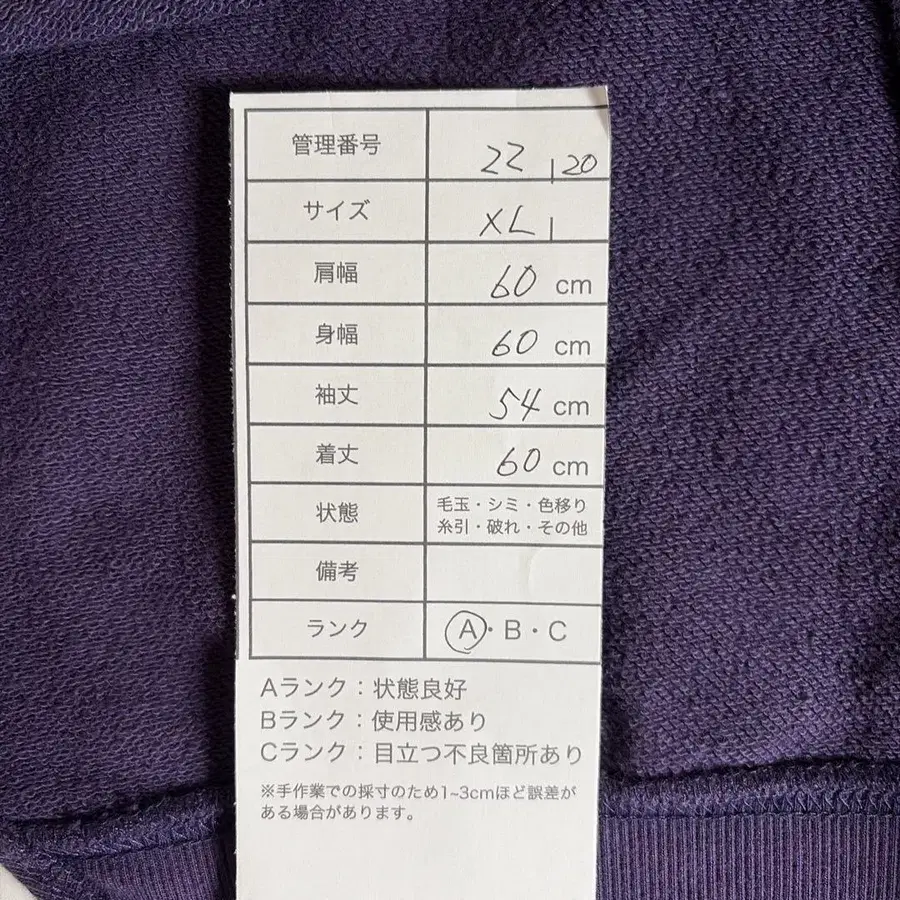 管理番号 22 120
サイズ XL
肩幅 60 cm
身幅 60 cm
袖丈 54 cm
着丈 60 cm
状態 毛玉・シミ・色移り
糸引・破れ・その他
備考
ランク A・B・C
Aランク：状態良好
Bランク：使用感あり
Cランク：目立つ不良箇所あり
※手作業での採寸のため1~3cmほど誤差が
ある場合があります。